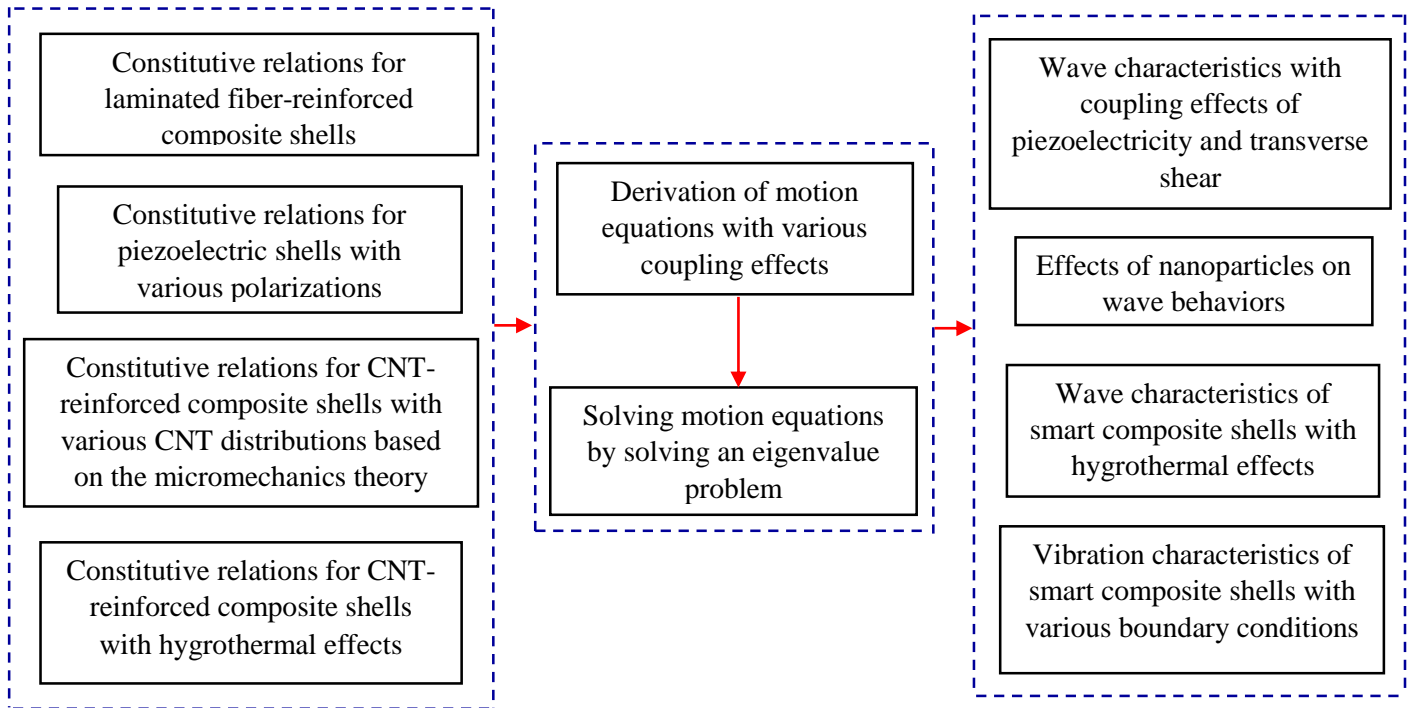 Constitutive relations for
laminated fiber-reinforced
composite shells
Constitutive relations for
piezoelectric shells with
various polarizations
Constitutive relations for CNT-
reinforced composite shells with
various CNT distributions based
on the micromechanics theory
Constitutive relations for CNT-
reinforced composite shells
with hygrothermal effects
Derivation of motion
equations with various
coupling effects
Solving motion equations
by solving an eigenvalue
problem
Wave characteristics with
coupling effects of
piezoelectricity and transverse
shear
Effects of nanoparticles on
wave behaviors
Wave characteristics of
smart composite shells with
hygrothermal effects
Vibration characteristics of
smart composite shells with
various boundary conditions